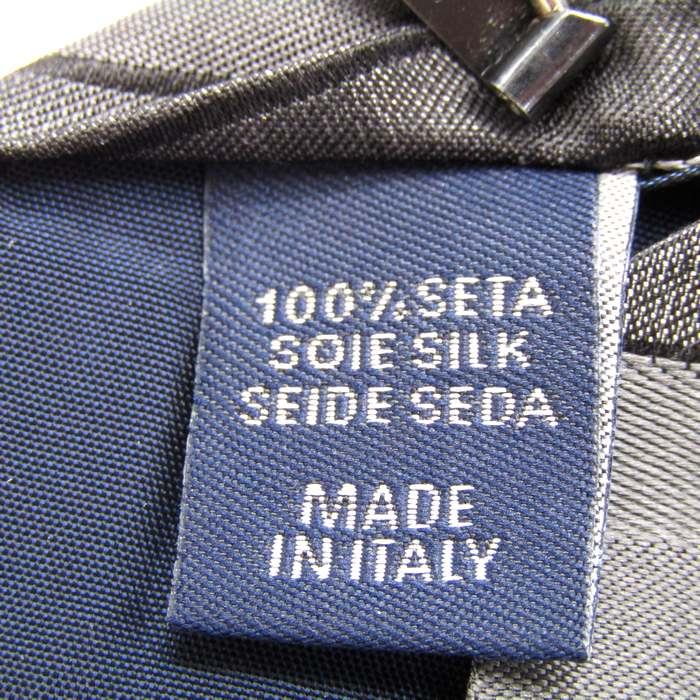 100% SETA
SOIE SILK
SEIDE SEDA
MADE
IN ITALY